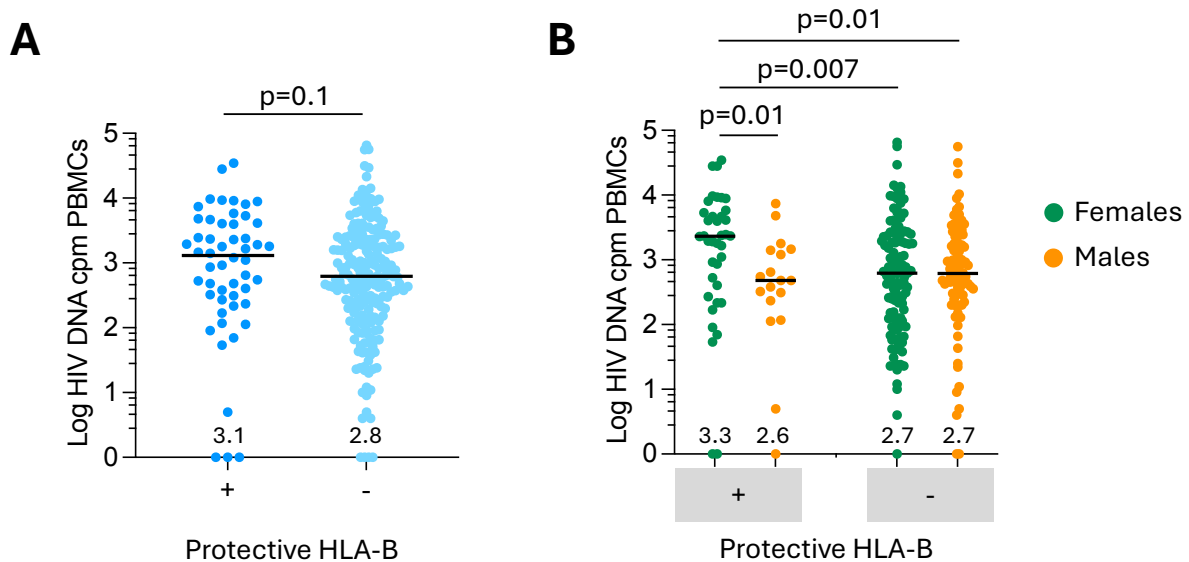 A
p=0.1
Log HIV DNA cpm PBMCs
5
4
3
2
1
0
3.1
2.8
+
-
Protective HLA-B
B
p=0.01
p=0.007
p=0.01
Log HIV DNA cpm PBMCs
5
4
3
2
1
0
3.3
2.6
2.7
2.7
+
-
Protective HLA-B
Females
Males